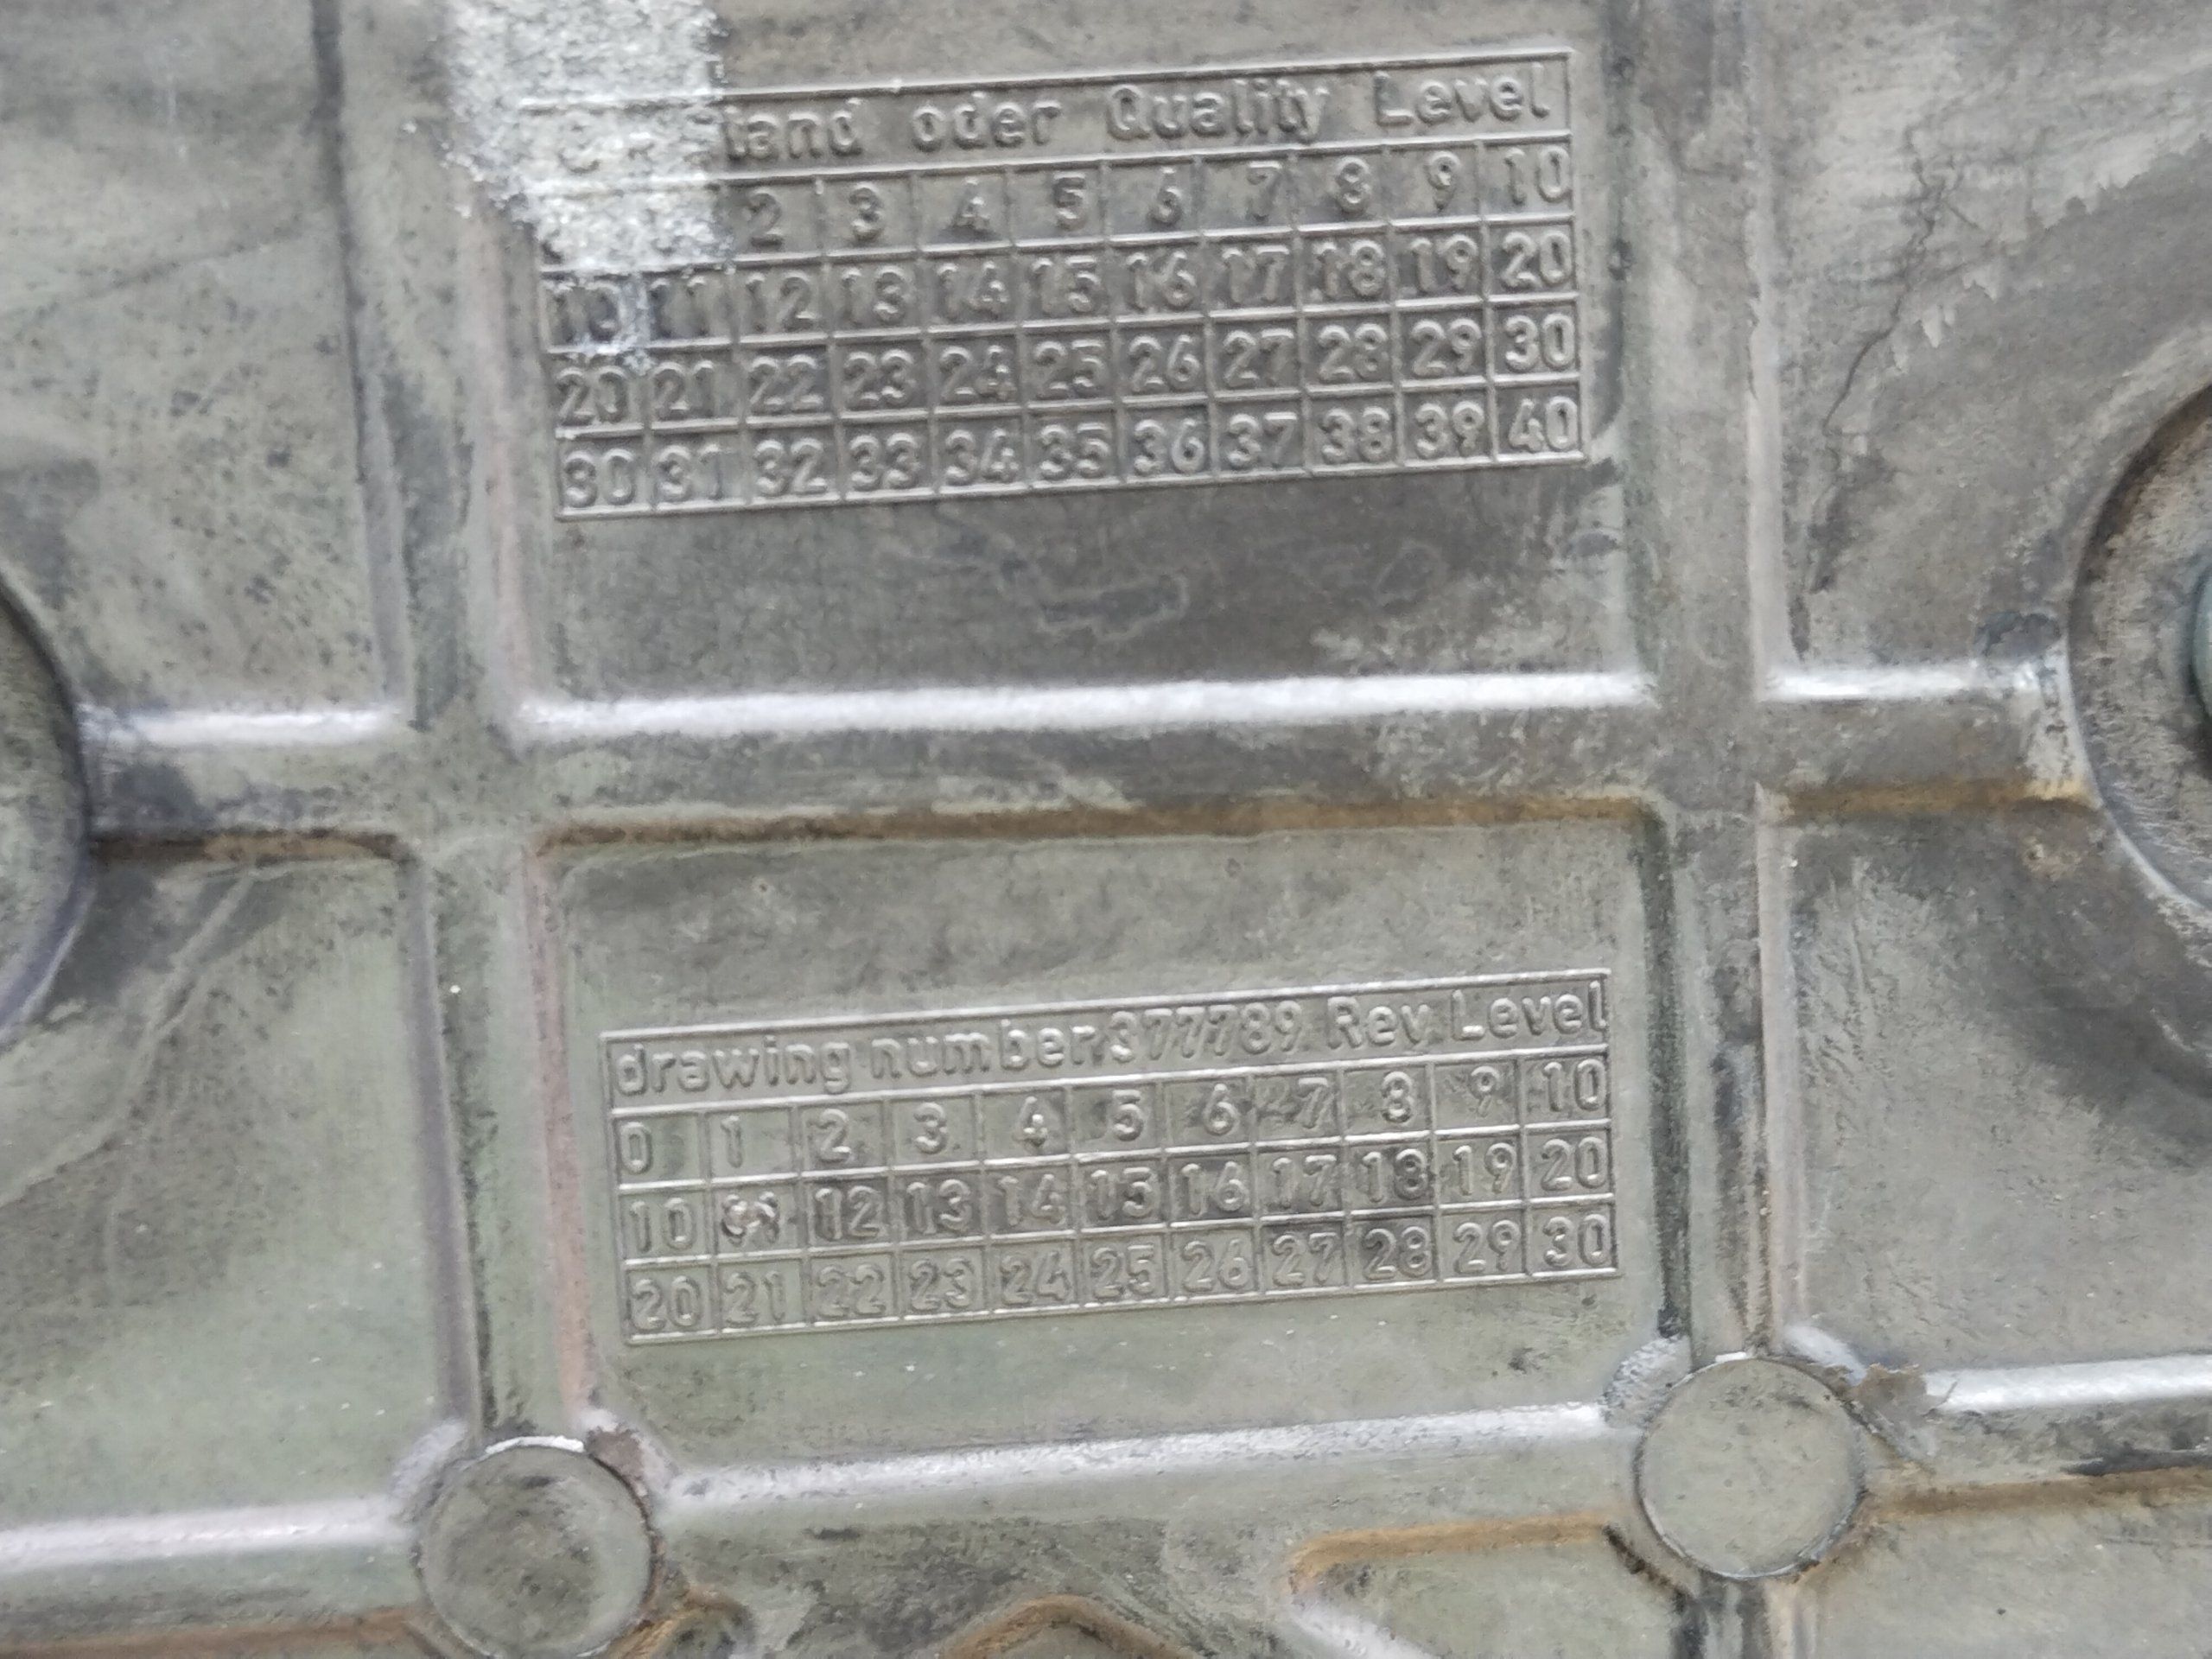 oder Quality Level
2 3 4 5 6 7 8 9 10
10 11 12 13 14 15 16 17 18 19 20
20 21 22 23 24 25 26 27 28 29 30
30 31 32 33 34 35 36 37 38 39 40
drawing number 377789 Rev. Level
0 1 2 3 4 5 6 7 8 9 10
10 12 13 14 15 16 17 18 19 20
20 21 22 23 24 25 26 27 28 29 30